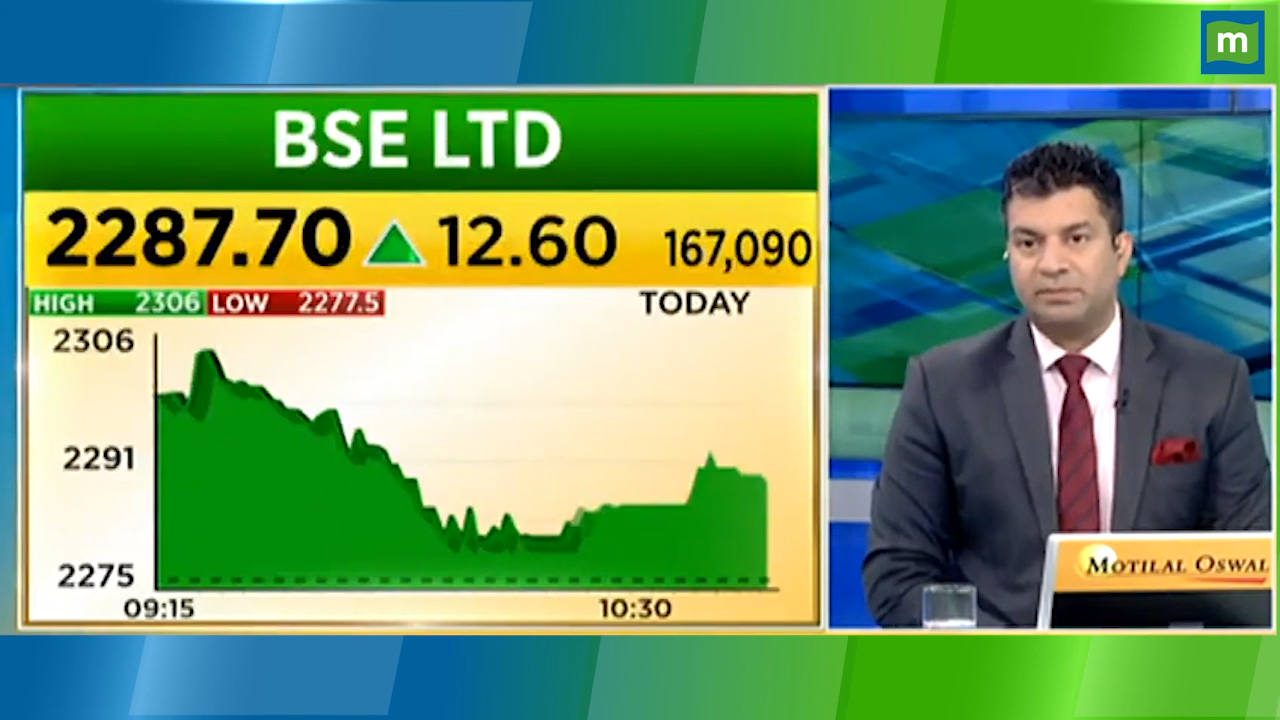 m
BSE LTD
2287.70 ▲ 12.60 167,090
HIGH 2306 LOW 2277.5 TODAY
2306
2291
2275
09:15 10:30
MOTILAL OSWAL